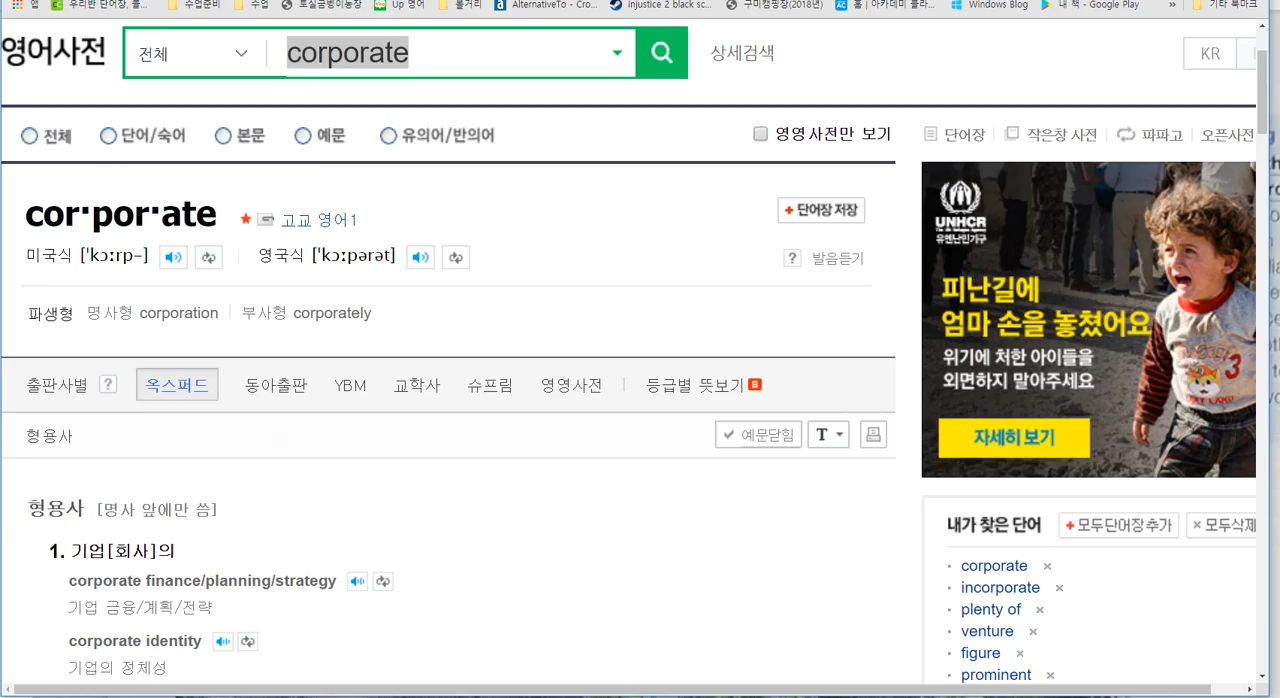 앱 우리반 단어장, 클... 수업준비 수업 토실굼벵이농장 Up 영어 볼거리 AlternativeTo - Cro... injustice 2 black sc... 구미캠핑장(2018년) 홈 | 아카데미 클라... Windows Blog 내 책 - Google Play » 기타 북마크
영어사전 전체 corporate 상세검색 KR
전체 단어/숙어 본문 예문 유의어/반의어 영영사전만 보기 단어장 작은창 사전 파파고 오픈사전
cor·por·ate 고교 영어1 +단어장 저장
미국식 ['kɔːrp-] 영국식 ['kɔːpərət] ? 발음듣기
파생형 명사형 corporation 부사형 corporately
출판사별 ? 옥스퍼드 동아출판 YBM 교학사 슈프림 영영사전 등급별 뜻보기
형용사 예문닫힘 T
형용사 [명사 앞에만 씀]
1. 기업[회사]의
corporate finance/planning/strategy
기업 금융/계획/전략
corporate identity
기업의 정체성
UNHCR
유엔난민기구
피난길에
엄마 손을 놓쳤어요
위기에 처한 아이들을
외면하지 말아주세요
자세히 보기
내가 찾은 단어 +모두단어장추가 ×모두삭제
· corporate ×
· incorporate ×
· plenty of ×
· venture ×
· figure ×
· prominent ×